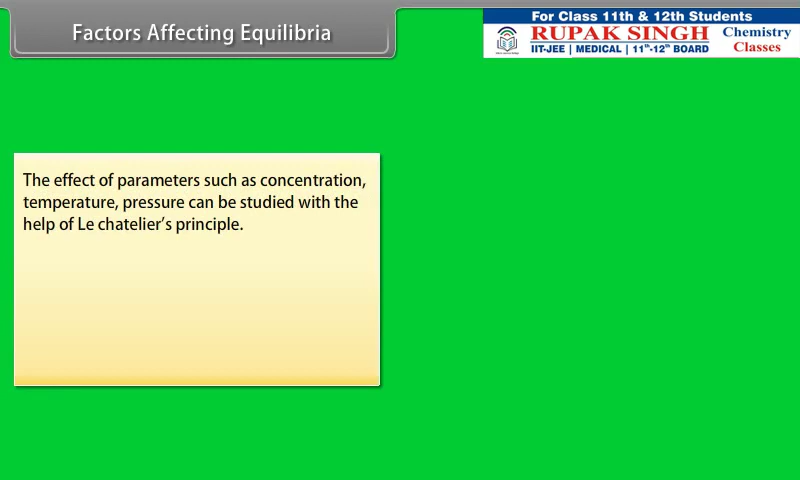 Factors Affecting Equilibria
For Class 11th & 12th Students
RUPAK SINGH
IIT-JEE | MEDICAL | 11th-12th BOARD
Chemistry
Classes
The effect of parameters such as concentration,
temperature, pressure can be studied with the
help of Le chatelier's principle.